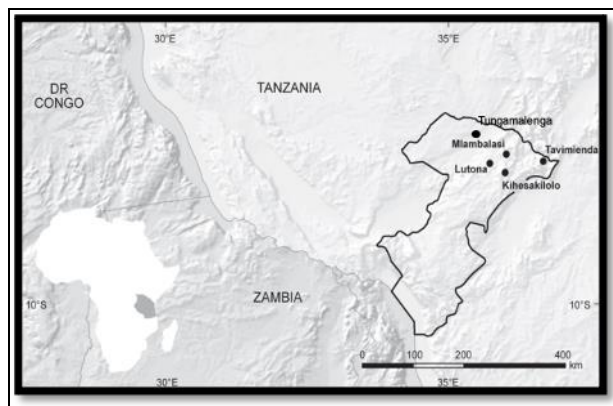 30°E
35°E
DR
CONGO
TANZANIA
Tungamalenga
Mlambalasi
Tavimienda
Lutona
Kihesakilolo
10°S
ZAMBIA
10°S
0 100 200 400
km
30°E
35°E